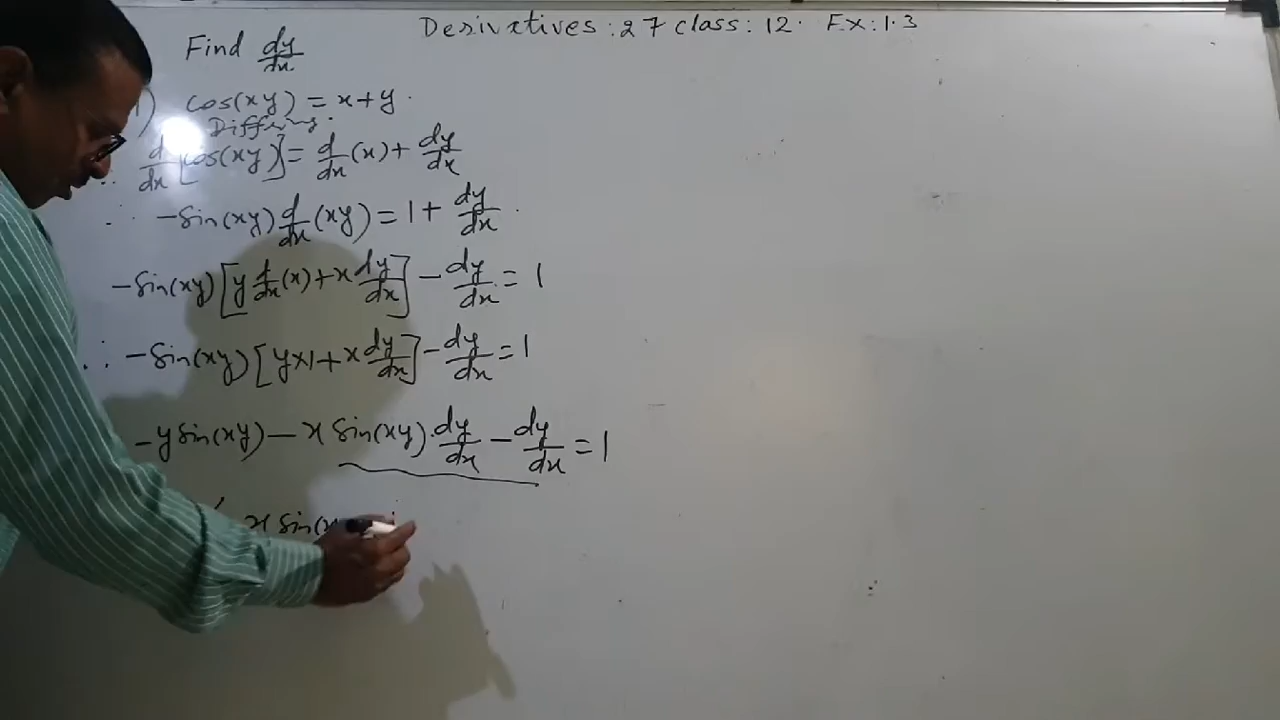 Derivatives : 27 class : 12. EX : 1.3
Find dy/dx
1) cos(xy) = x+y.
d/dx [cos(xy)] = d/dx (x) + dy/dx
∴ -sin(xy) d/dx (xy) = 1 + dy/dx.
-sin(xy) [y d/dx (x) + x dy/dx] - dy/dx = 1
∴ -sin(xy) [y×1 + x dy/dx] - dy/dx = 1
-y sin(xy) - x sin(xy). dy/dx - dy/dx = 1
x sin(x